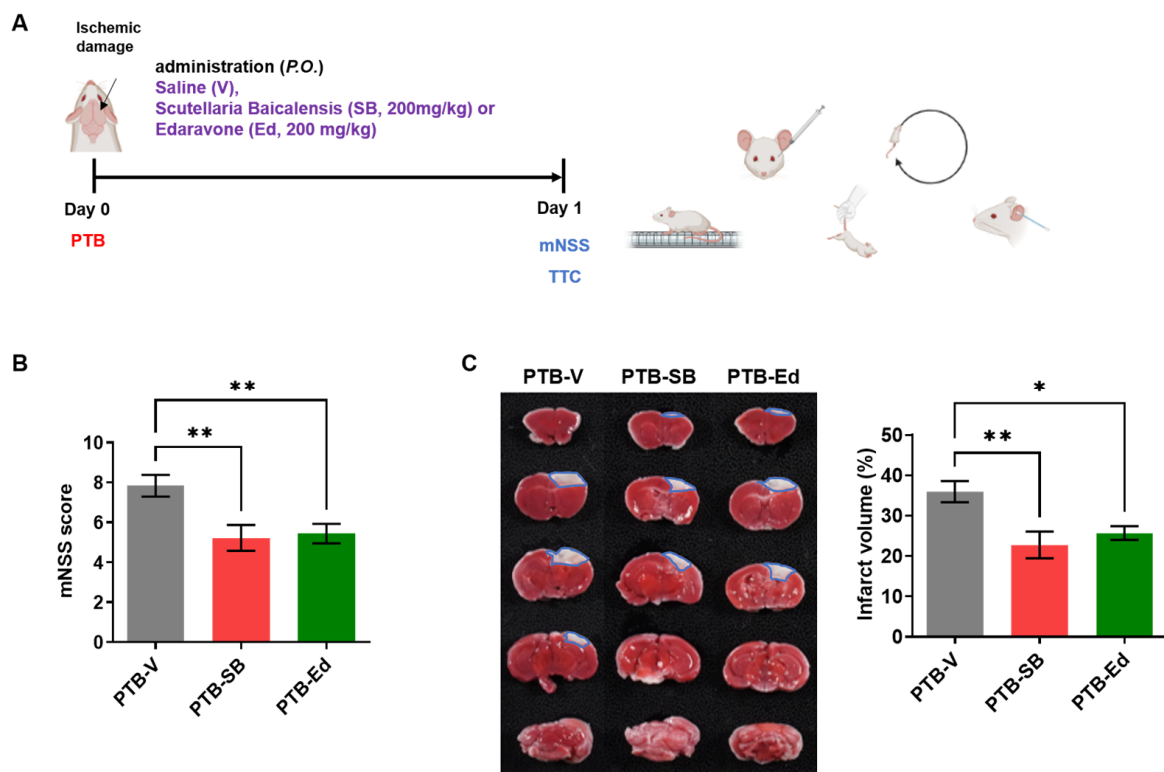 A
Ischemic
damage
administration (P.O.)
Saline (V),
Scutellaria Baicalensis (SB, 200mg/kg) or
Edaravone (Ed, 200 mg/kg)
Day 0
Day 1
PTB
mNSS
TTC
B
**
**
mNSS score
10
8
6
4
2
0
PTB-V
PTB-SB
PTB-Ed
C
PTB-V PTB-SB PTB-Ed
*
**
Infarct volume (%)
50
40
30
20
10
0
PTB-V
PTB-SB
PTB-Ed